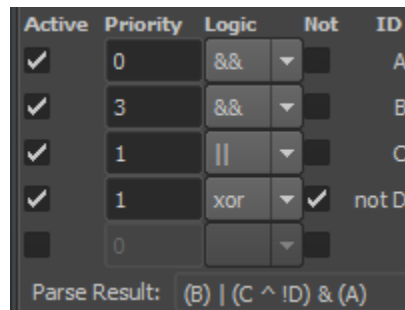 Active Priority Logic Not ID
0 && A
3 && B
1 || C
1 xor not D
0
Parse Result: (B) | (C ^ !D) & (A)